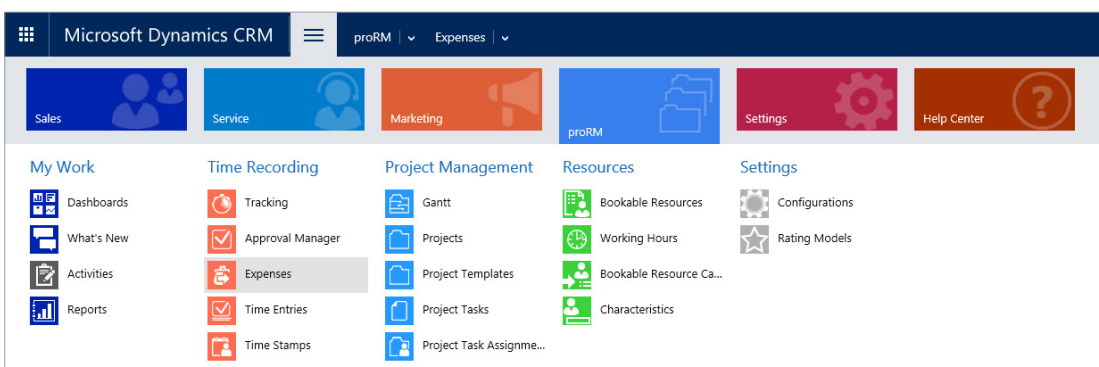 Microsoft Dynamics CRM proRM Expenses
Sales Service Marketing proRM Settings Help Center
My Work Time Recording Project Management Resources Settings
Dashboards Tracking Gantt Bookable Resources Configurations
What's New Approval Manager Projects Working Hours Rating Models
Activities Expenses Project Templates Bookable Resource Ca...
Reports Time Entries Project Tasks Characteristics
Time Stamps Project Task Assignme...